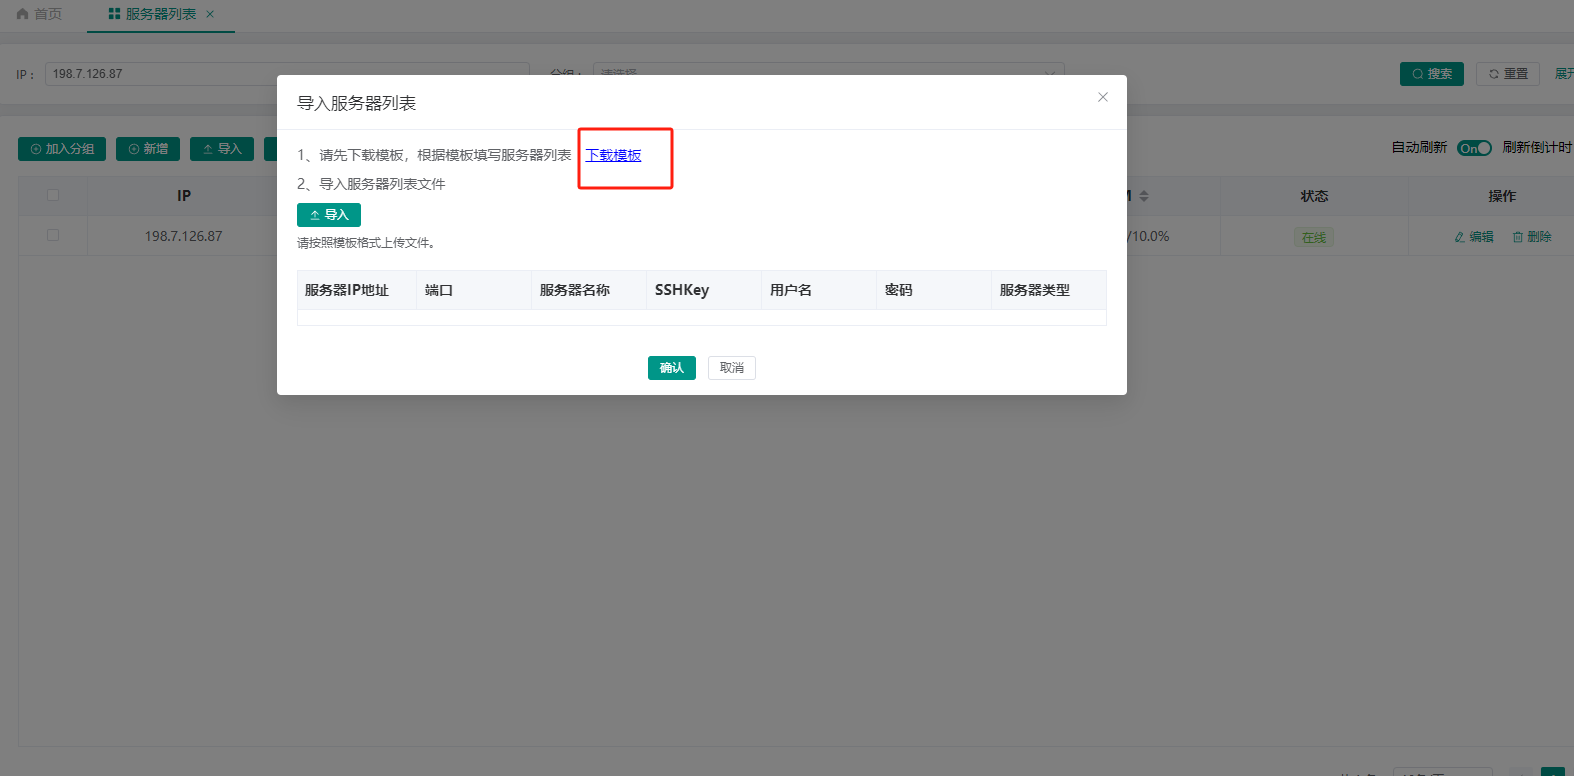 首页
服务器列表
IP：
198.7.126.87
分组：
请选择
搜索
重置
展开
导入服务器列表
加入分组
新增
导入
自动刷新
On
刷新倒计时
1、请先下载模板，根据模板填写服务器列表
下载模板
2、导入服务器列表文件
导入
请按照模板格式上传文件。
IP
状态
操作
198.7.126.87
/10.0%
在线
编辑
删除
服务器IP地址
端口
服务器名称
SSHKey
用户名
密码
服务器类型
确认
取消